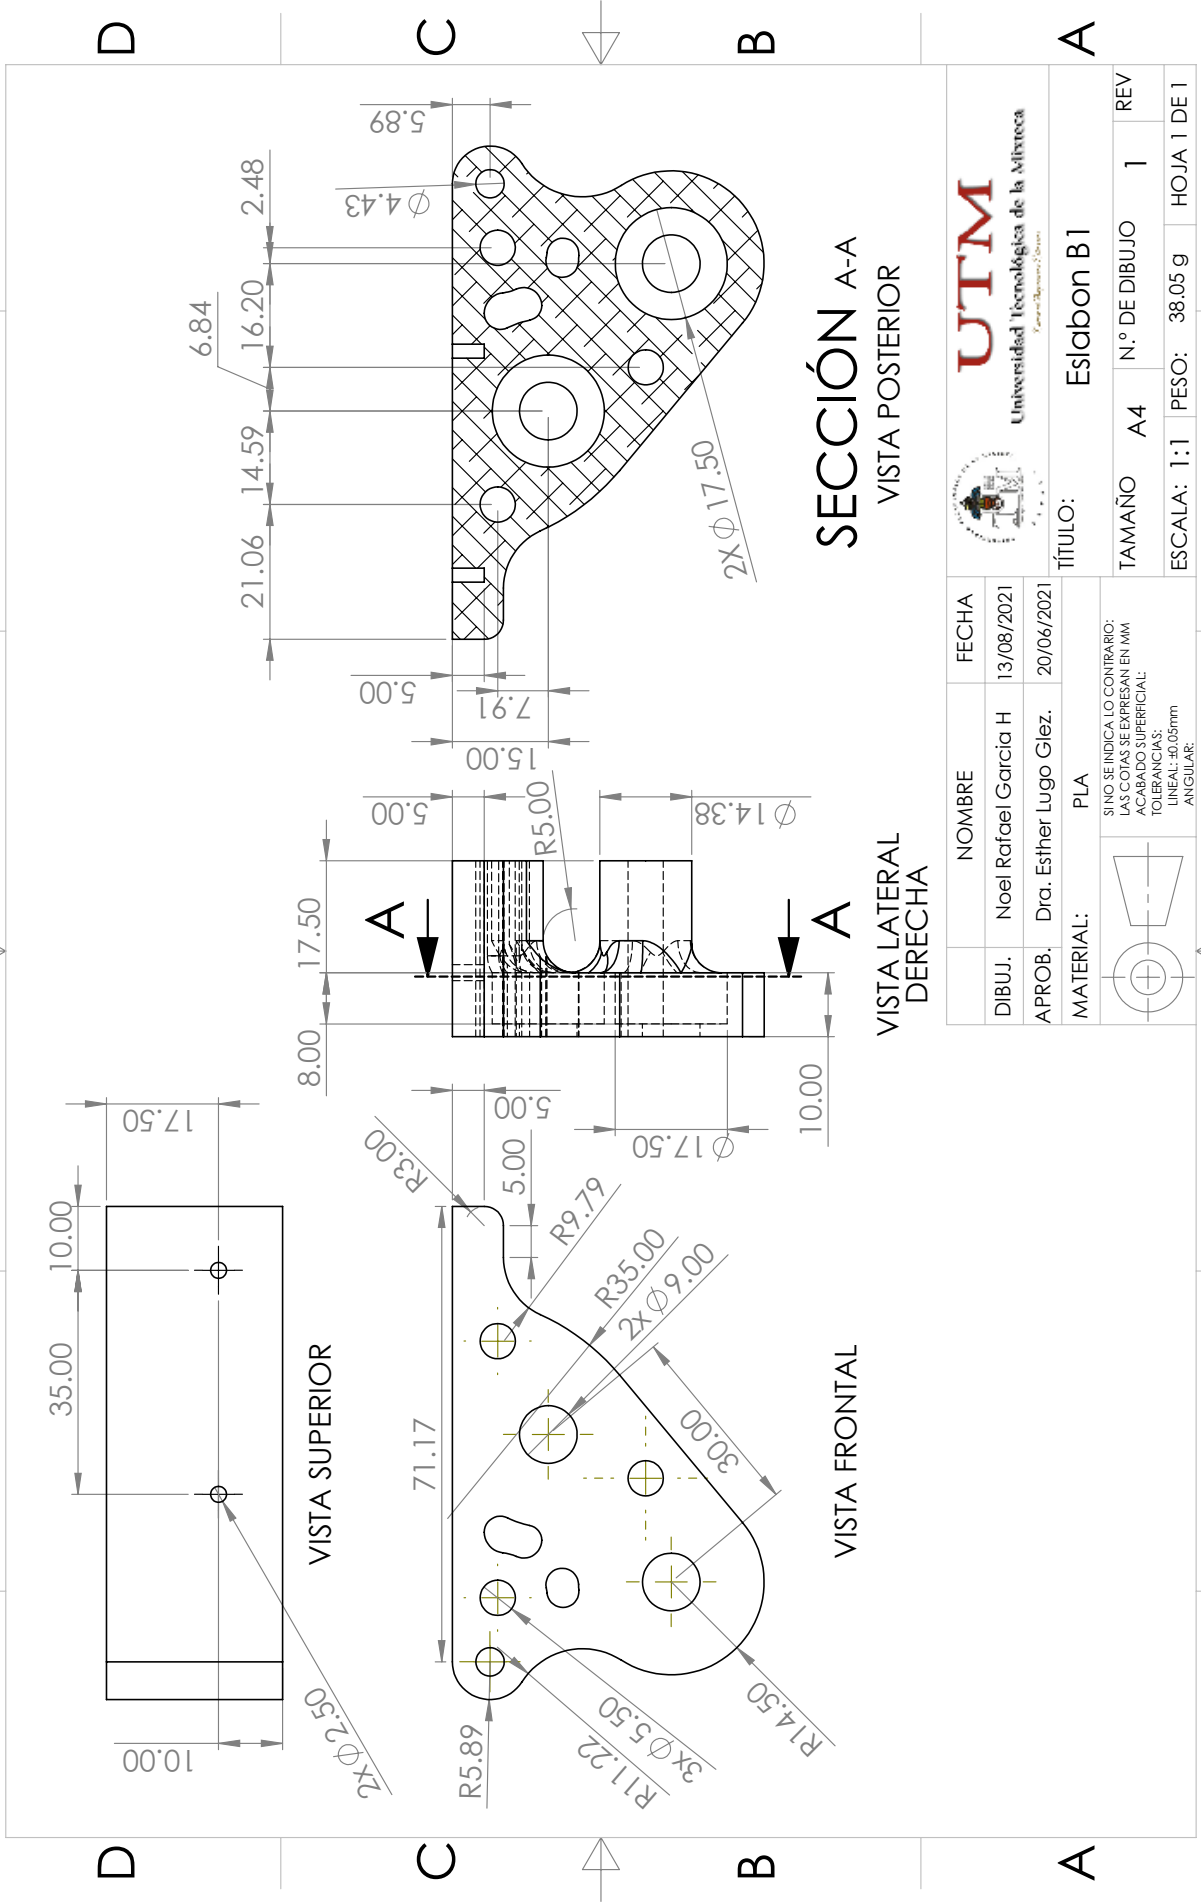 D
C
B
A
35.00
10.00
17.50
10.00
2x ∅ 2.50
VISTA SUPERIOR
71.17
R3.00
5.00
5.00
R9.79
R35.00
2x ∅ 9.00
30.00
R5.89
R11.22
3x ∅ 5.50
R14.50
VISTA FRONTAL
8.00
17.50
5.00
A
R5.00
∅ 14.38
∅ 17.50
10.00
A
VISTA LATERAL
DERECHA
21.06
14.59
6.84
16.20
2.48
5.89
∅ 4.43
5.00
7.91
15.00
2X ∅ 17.50
SECCIÓN A-A
VISTA POSTERIOR
NOMBRE
FECHA
DIBUJ.
Noel Rafael Garcia H
13/08/2021
APROB.
Dra. Esther Lugo Glez.
20/06/2021
MATERIAL:
PLA
SI NO SE INDICA LO CONTRARIO:
LAS COTAS SE EXPRESAN EN MM
ACABADO SUPERFICIAL:
TOLERANCIAS:
LINEAL: ±0.05mm
ANGULAR:
UTM
Universidad Tecnológica de la Mixteca
TÍTULO:
Eslabon B1
TAMAÑO
A4
N.º DE DIBUJO
1
REV
ESCALA: 1:1
PESO: 38.05 g
HOJA 1 DE 1
D
C
B
A